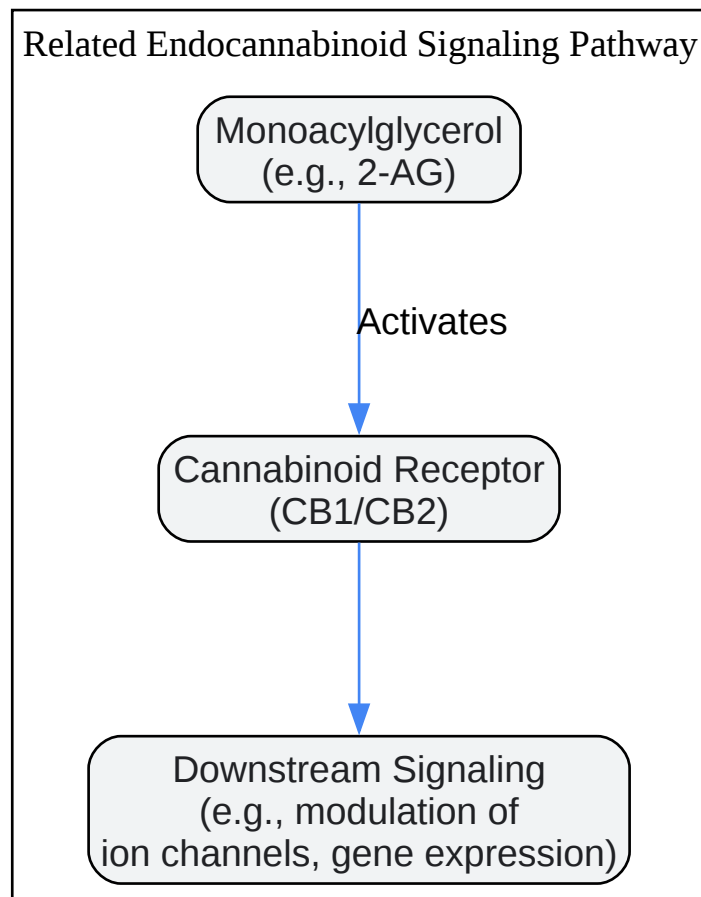 Related Endocannabinoid Signaling Pathway
Monoacylglycerol
(e.g., 2-AG)
Activates
Cannabinoid Receptor
(CB1/CB2)
Downstream Signaling
(e.g., modulation of
ion channels, gene expression)